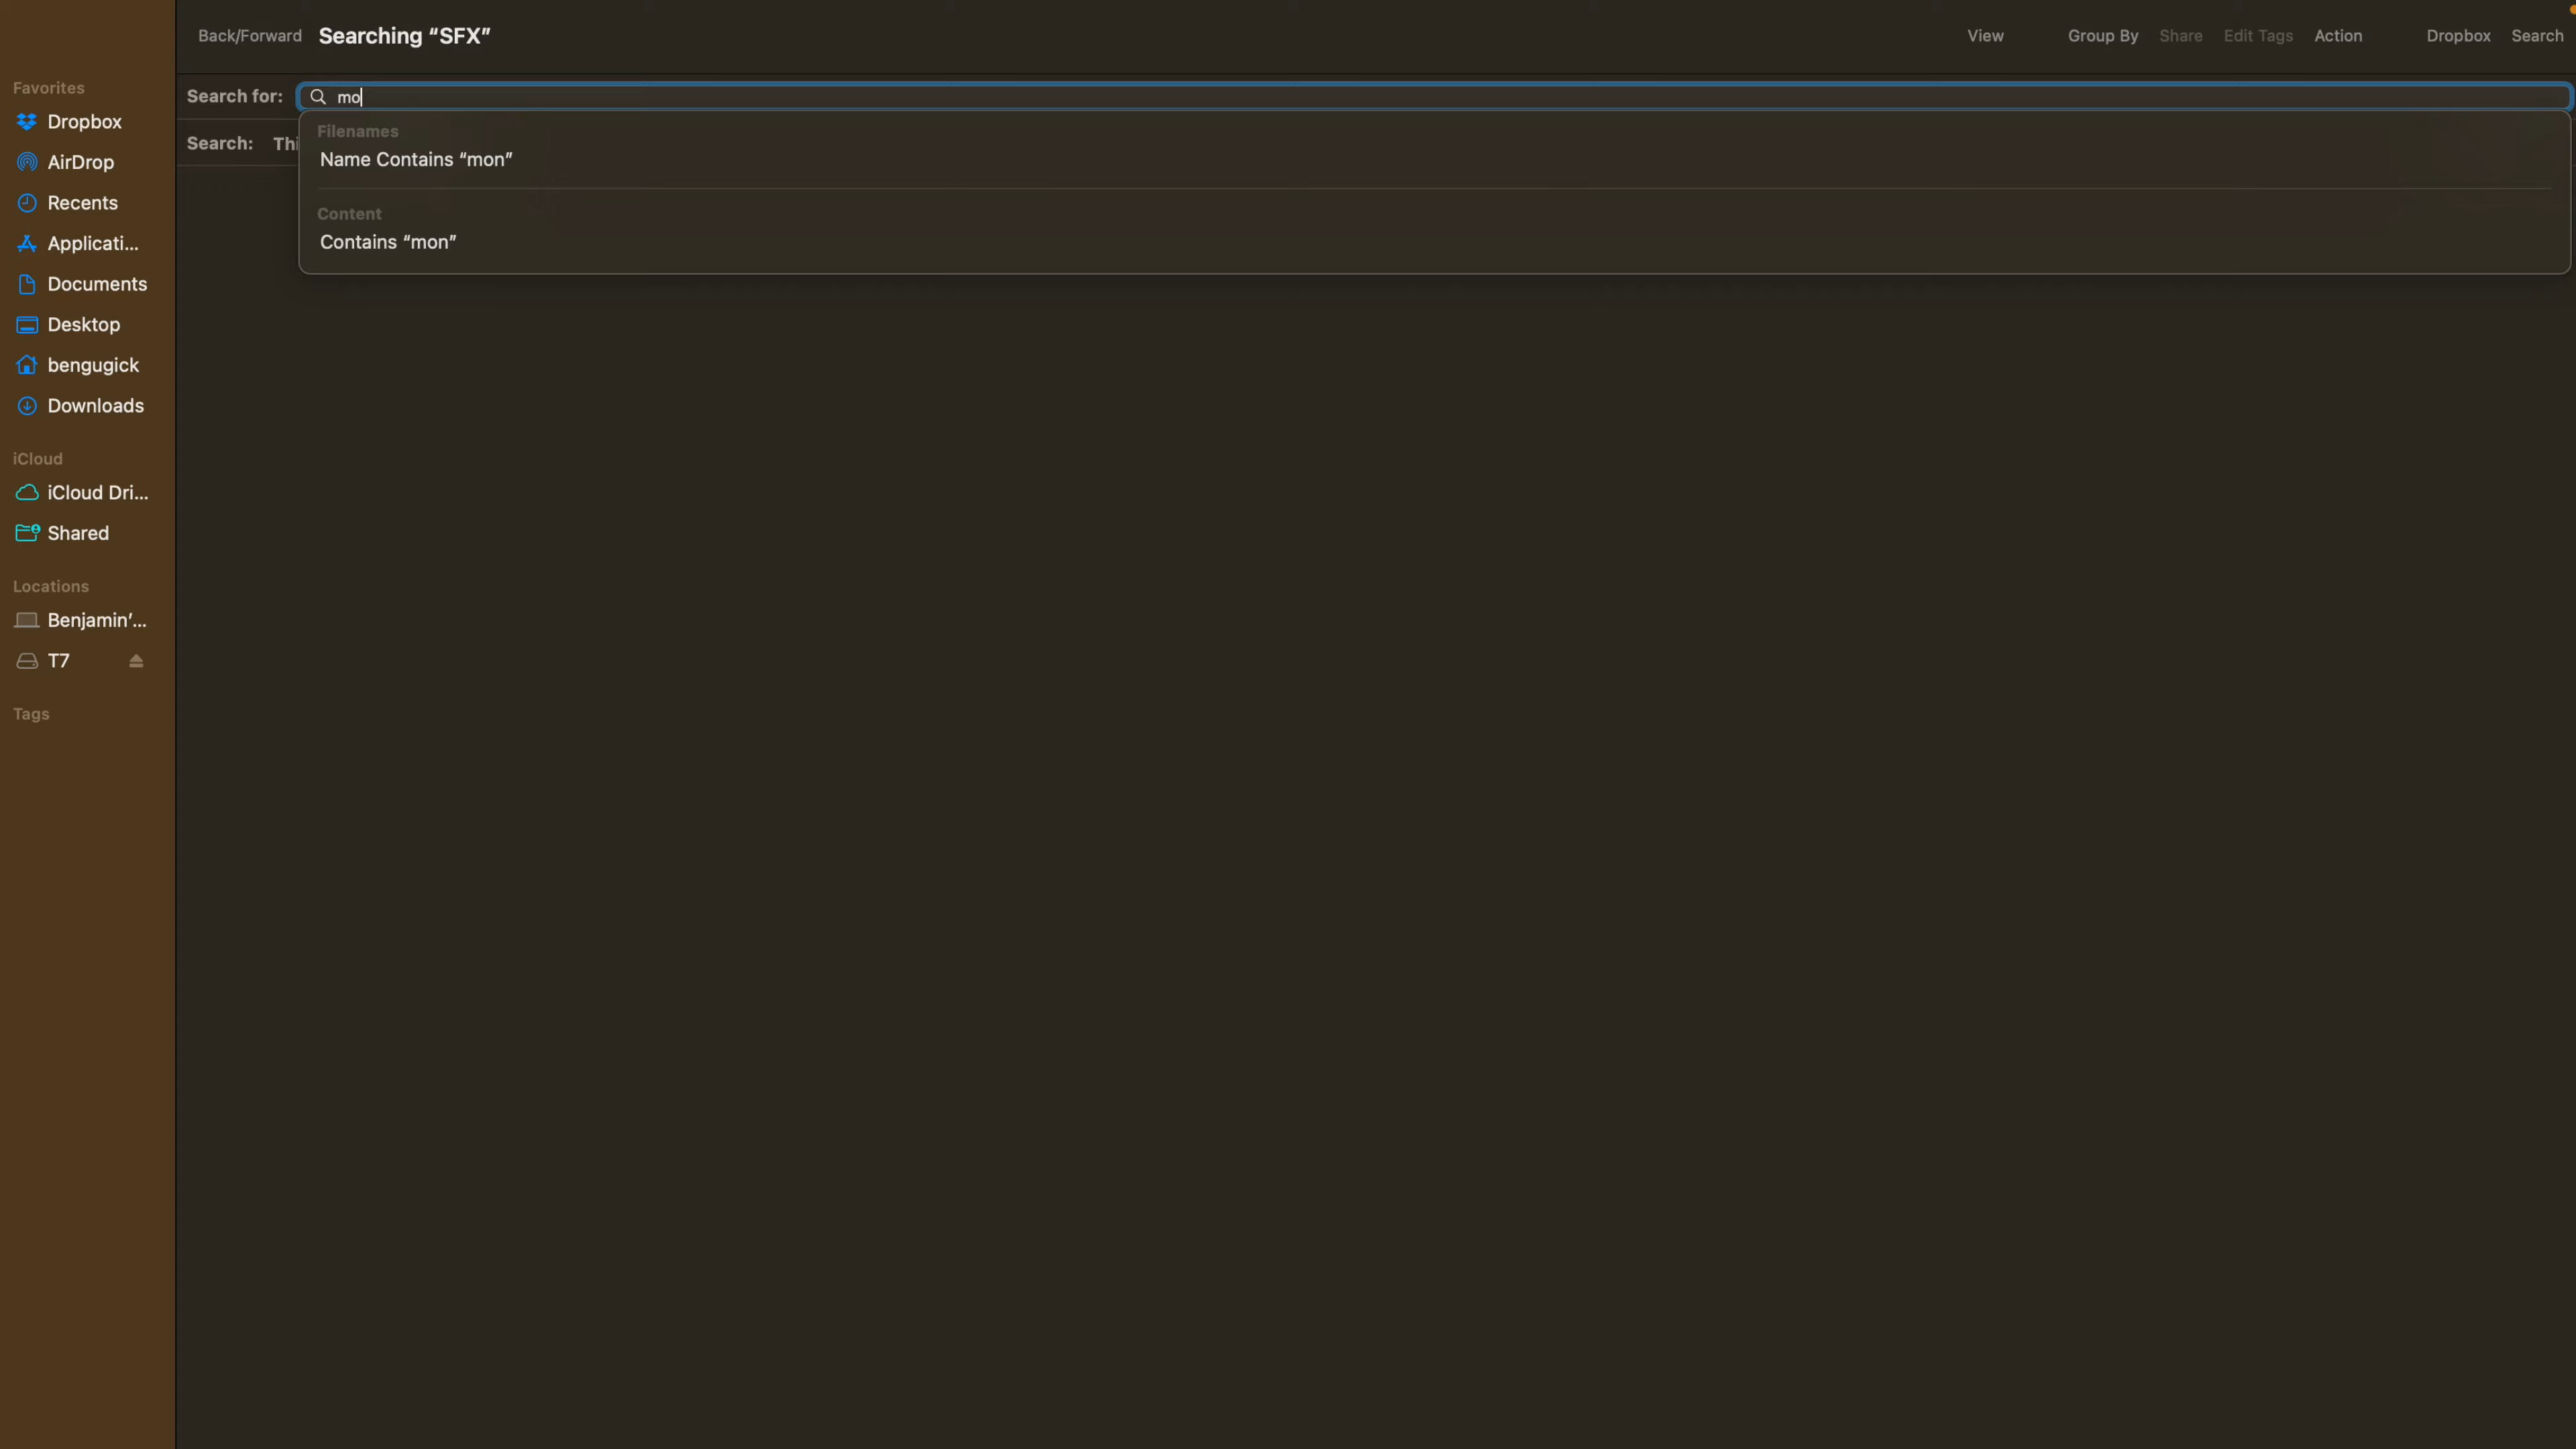 Back/Forward Searching “SFX” View Group By Share Edit Tags Action Dropbox Search
Favorites
Dropbox
AirDrop
Recents
Applicati...
Documents
Desktop
bengugick
Downloads
iCloud
iCloud Dri...
Shared
Locations
Benjamin’...
T7
Tags
Search for: mo
Search: Thi
Filenames
Name Contains “mon”
Content
Contains “mon”